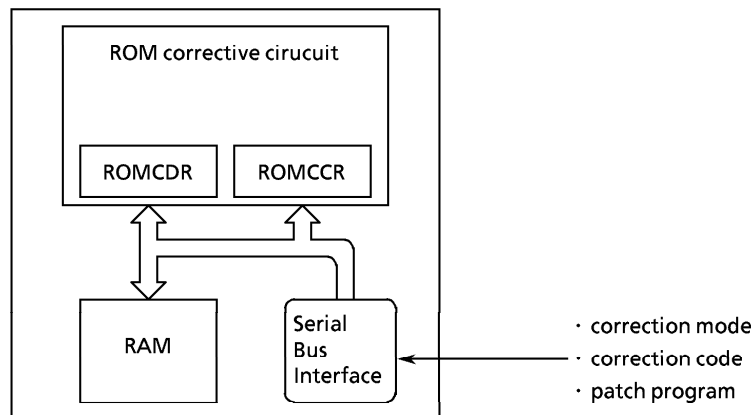 ROM corrective cirucuit
ROMCDR
ROMCCR
RAM
Serial
Bus
Interface
· correction mode
· correction code
· patch program